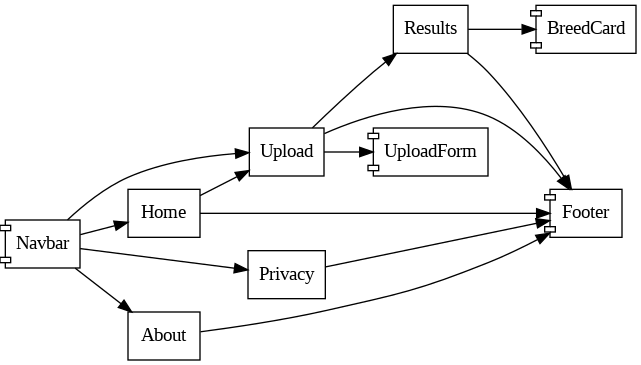 Results
BreedCard
Upload
UploadForm
Home
Footer
Navbar
Privacy
About